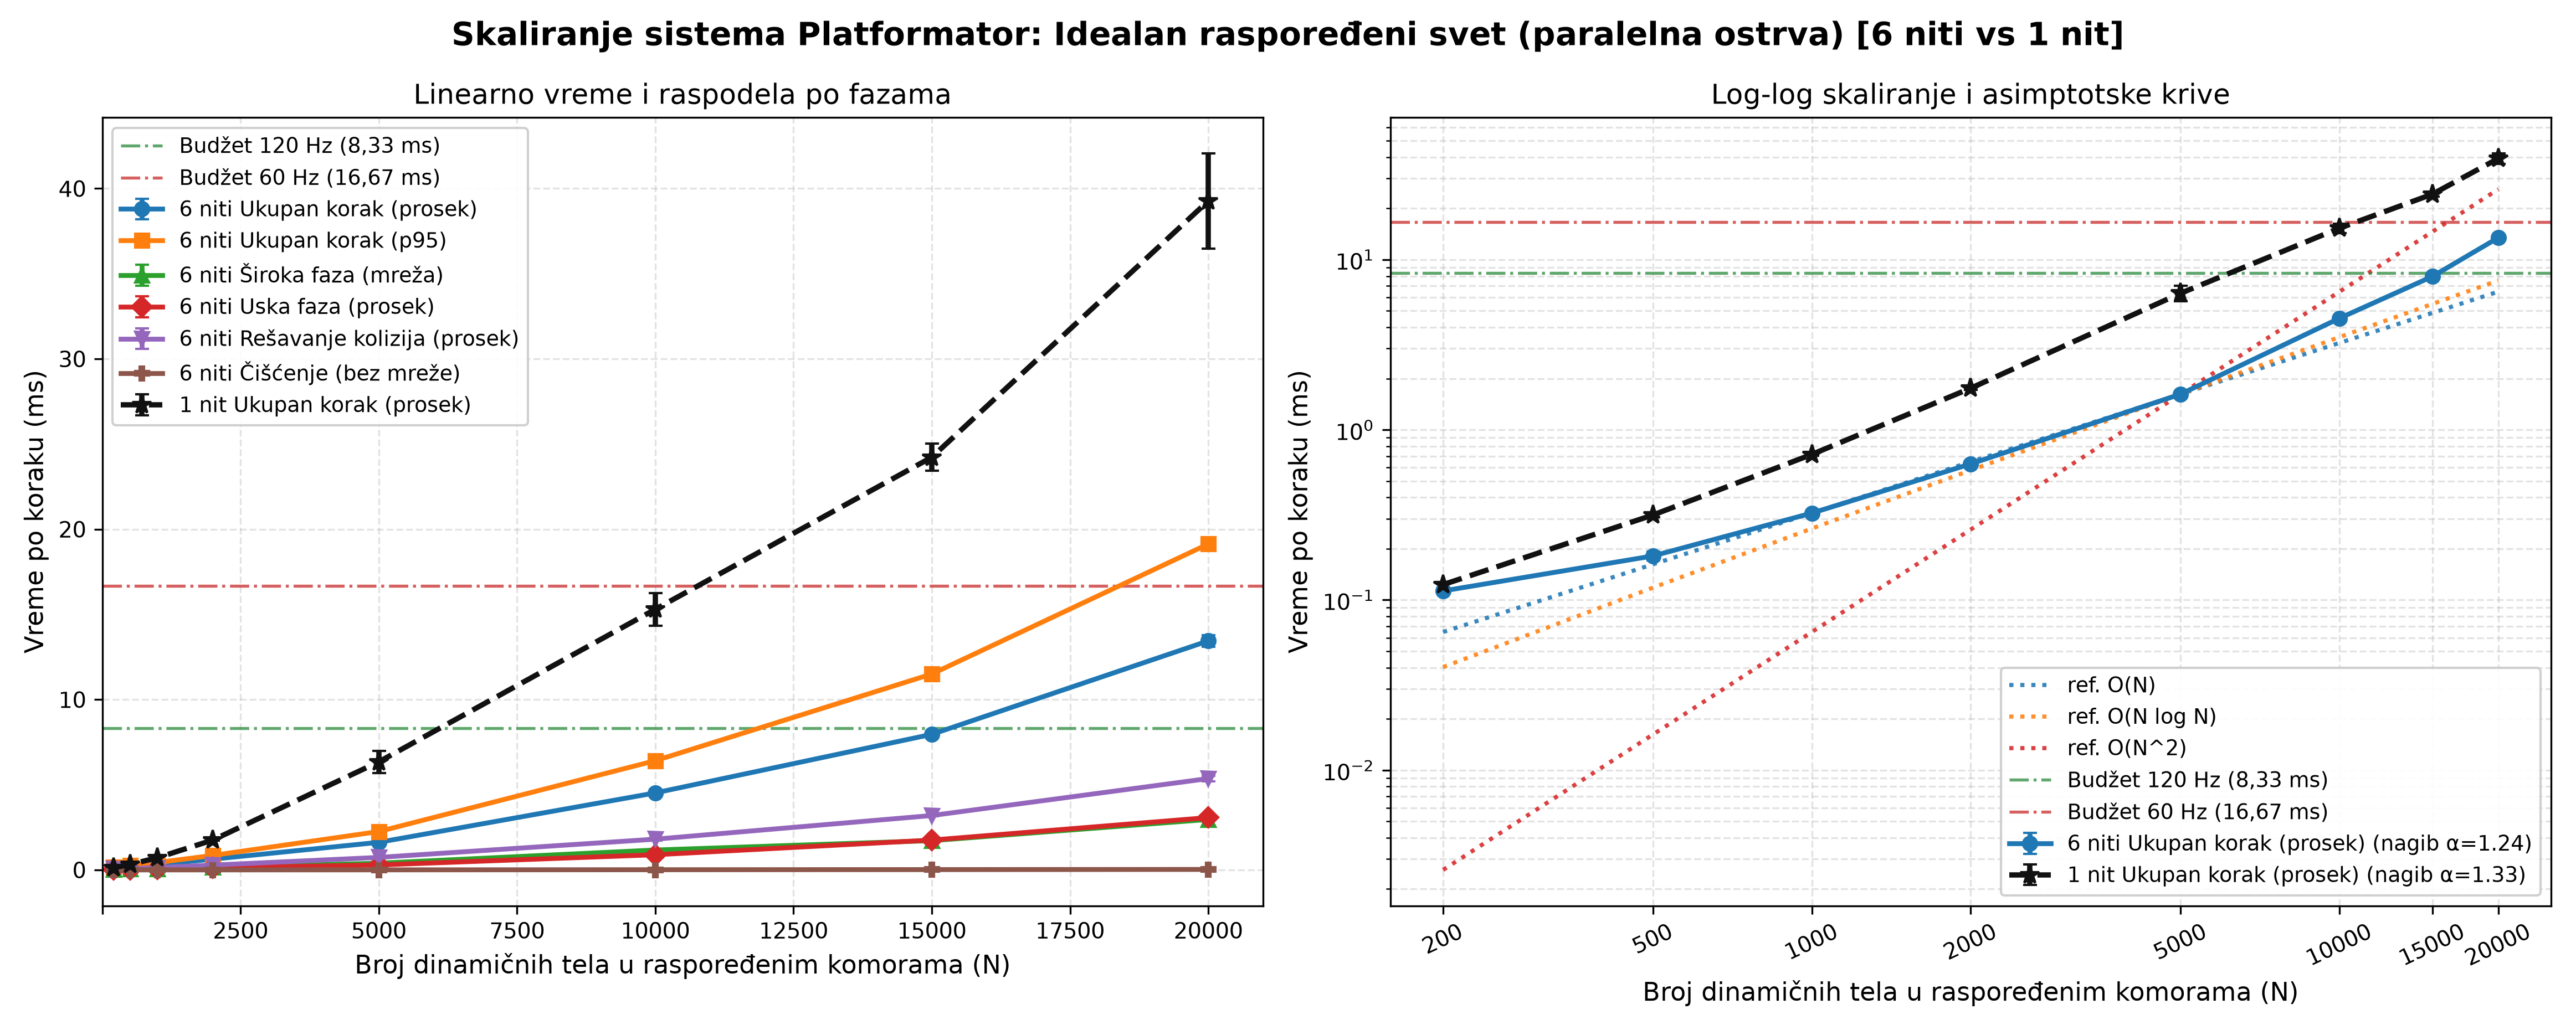 Skaliranje sistema Platformator: Idealan raspoređeni svet (paralelna ostrva) [6 niti vs 1 nit]
Linearno vreme i raspodela po fazama
Vreme po koraku (ms)
40
30
20
10
0
Budžet 120 Hz (8,33 ms)
Budžet 60 Hz (16,67 ms)
6 niti Ukupan korak (prosek)
6 niti Ukupan korak (p95)
6 niti Široka faza (mreža)
6 niti Uska faza (prosek)
6 niti Rešavanje kolizija (prosek)
6 niti Čišćenje (bez mreže)
1 nit Ukupan korak (prosek)
2500 5000 7500 10000 12500 15000 17500 20000
Broj dinamičnih tela u raspoređenim komorama (N)
Log-log skaliranje i asimptotske krive
Vreme po koraku (ms)
10¹
10⁰
10⁻¹
10⁻²
ref. O(N)
ref. O(N log N)
ref. O(N^2)
Budžet 120 Hz (8,33 ms)
Budžet 60 Hz (16,67 ms)
6 niti Ukupan korak (prosek) (nagib α=1.24)
1 nit Ukupan korak (prosek) (nagib α=1.33)
200 500 1000 2000 5000 10000 15000 20000
Broj dinamičnih tela u raspoređenim komorama (N)